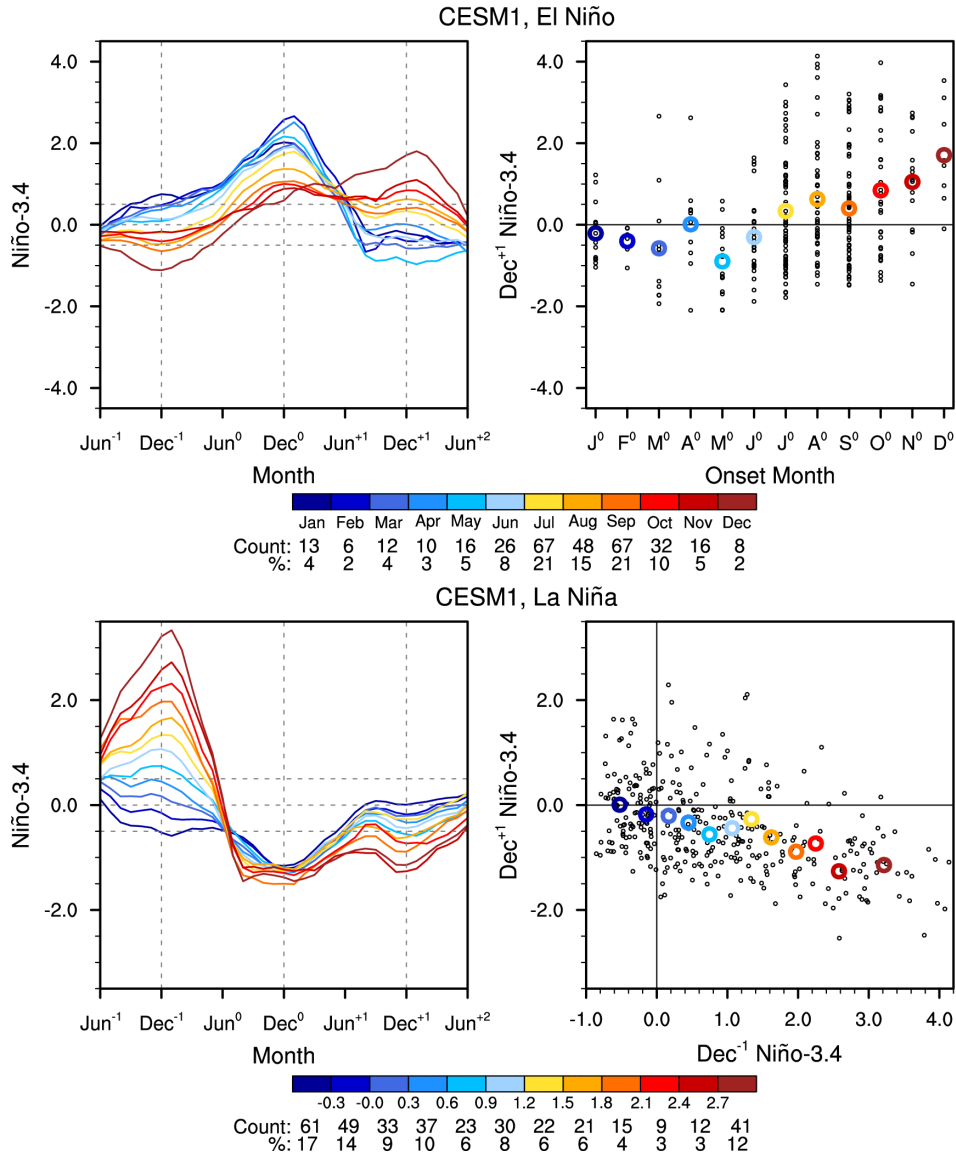 CESM1, El Niño
4.0
2.0
0.0
-2.0
-4.0
Niño-3.4
Jun⁻¹ Dec⁻¹ Jun⁰ Dec⁰ Jun⁺¹ Dec⁺¹ Jun⁺²
Month
4.0
2.0
0.0
-2.0
-4.0
Dec⁺¹ Niño-3.4
J⁰ F⁰ M⁰ A⁰ M⁰ J⁰ J⁰ A⁰ S⁰ O⁰ N⁰ D⁰
Onset Month
Jan Feb Mar Apr May Jun Jul Aug Sep Oct Nov Dec
Count: 13 6 12 10 16 26 67 48 67 32 16 8
%: 4 2 4 3 5 8 21 15 21 10 5 2
CESM1, La Niña
2.0
0.0
-2.0
Niño-3.4
Jun⁻¹ Dec⁻¹ Jun⁰ Dec⁰ Jun⁺¹ Dec⁺¹ Jun⁺²
Month
2.0
0.0
-2.0
Dec⁺¹ Niño-3.4
-1.0 0.0 1.0 2.0 3.0 4.0
Dec⁻¹ Niño-3.4
-0.3 -0.0 0.3 0.6 0.9 1.2 1.5 1.8 2.1 2.4 2.7
Count: 61 49 33 37 23 30 22 21 15 9 12 41
%: 17 14 9 10 6 8 6 6 4 3 3 12